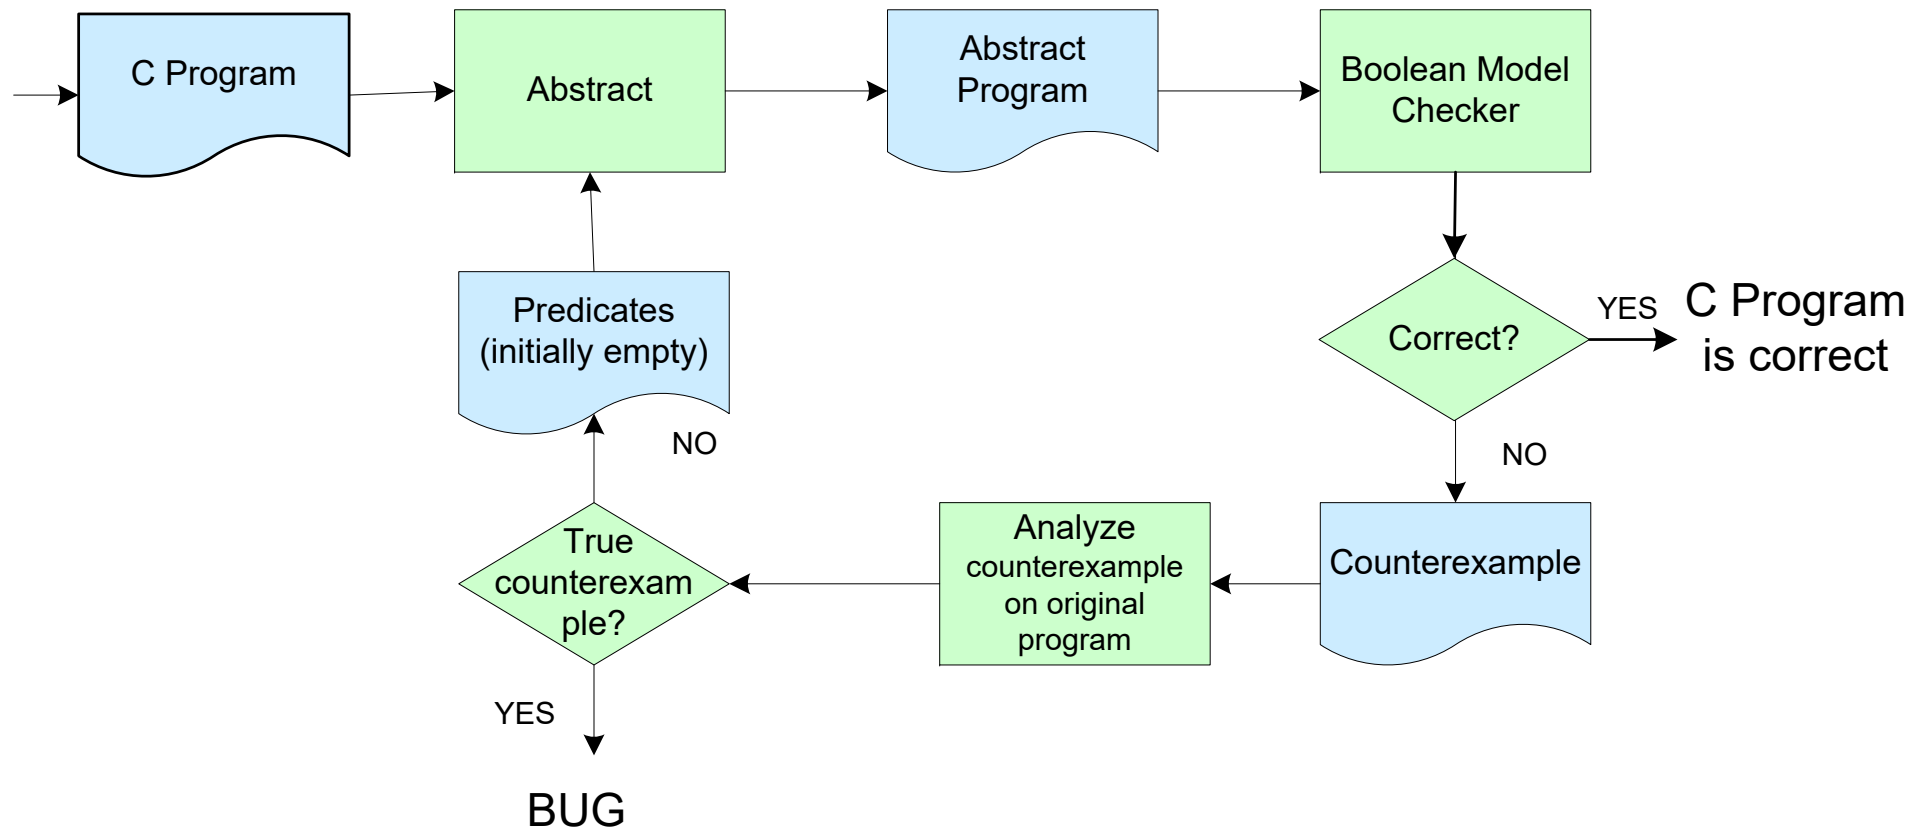 C Program
Abstract
Abstract
Program
Boolean Model
Checker
Predicates
(initially empty)
Correct?
YES
C Program
is correct
NO
NO
True
counterexam
ple?
Analyze
counterexample
on original
program
Counterexample
YES
BUG